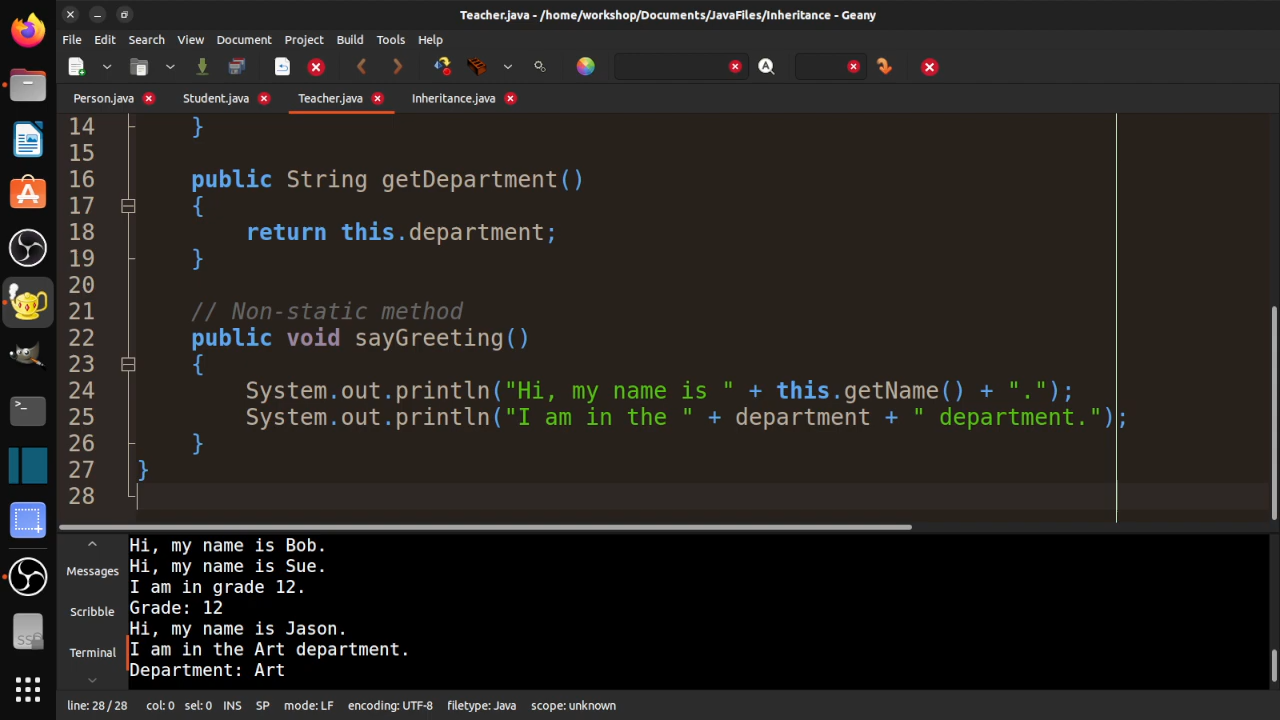 Teacher.java - /home/workshop/Documents/JavaFiles/Inheritance - Geany
File Edit Search View Document Project Build Tools Help
Person.java Student.java Teacher.java Inheritance.java
14 }
15
16 public String getDepartment()
17 {
18 return this.department;
19 }
20
21 // Non-static method
22 public void sayGreeting()
23 {
24 System.out.println("Hi, my name is " + this.getName() + ".");
25 System.out.println("I am in the " + department + " department.");
26 }
27 }
28
Messages
Scribble
Terminal
Hi, my name is Bob.
Hi, my name is Sue.
I am in grade 12.
Grade: 12
Hi, my name is Jason.
I am in the Art department.
Department: Art
line: 28 / 28 col: 0 sel: 0 INS SP mode: LF encoding: UTF-8 filetype: Java scope: unknown